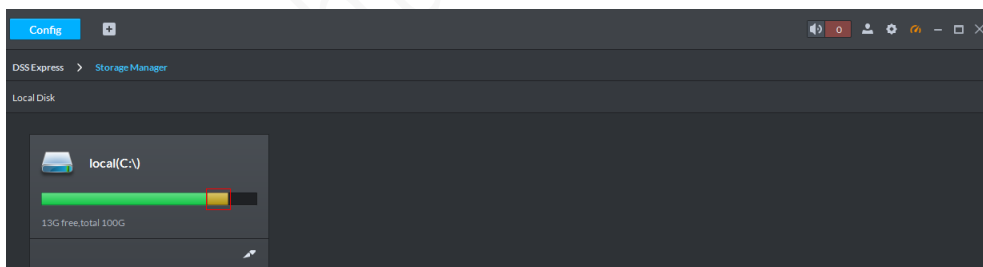 Config
0
DSS Express > Storage Manager
Local Disk
local(C:\)
13G free,total 100G